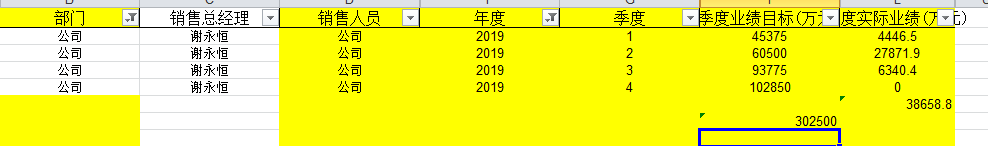 部门 销售总经理 销售人员 年度 季度 季度业绩目标(万元 度实际业绩(万元)
公司 谢永恒 公司 2019 1 45375 4446.5
公司 谢永恒 公司 2019 2 60500 27871.9
公司 谢永恒 公司 2019 3 93775 6340.4
公司 谢永恒 公司 2019 4 102850 0
38658.8
302500